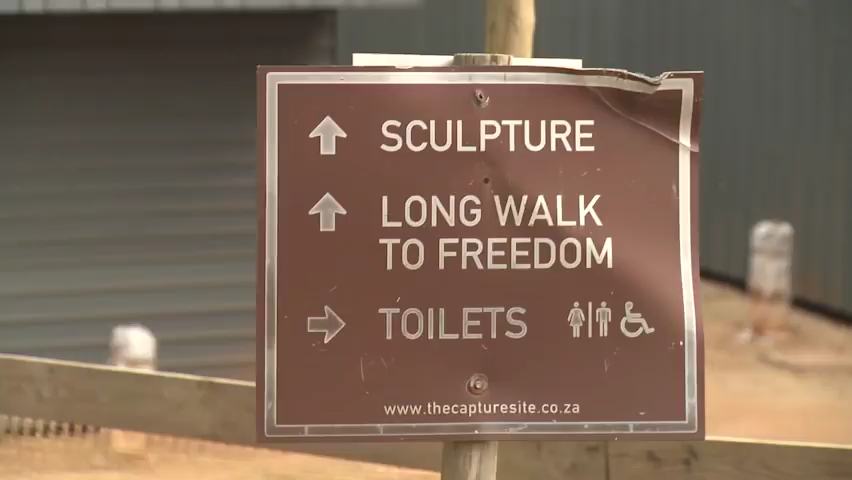 SCULPTURE
LONG WALK
TO FREEDOM
TOILETS
www.thecapturesite.co.za